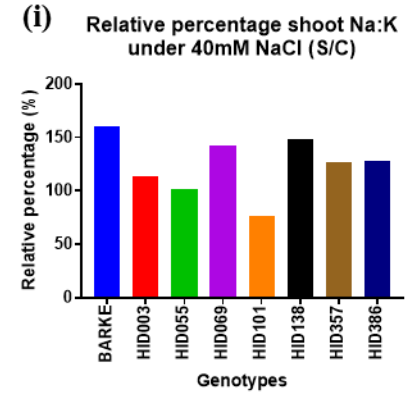 (i)
Relative percentage shoot Na:K
under 40mM NaCl (S/C)
Relative percentage (%)
200
150
100
50
0
BARKE
HID003
HID055
HID069
HID101
HID138
HID357
HID386
Genotypes